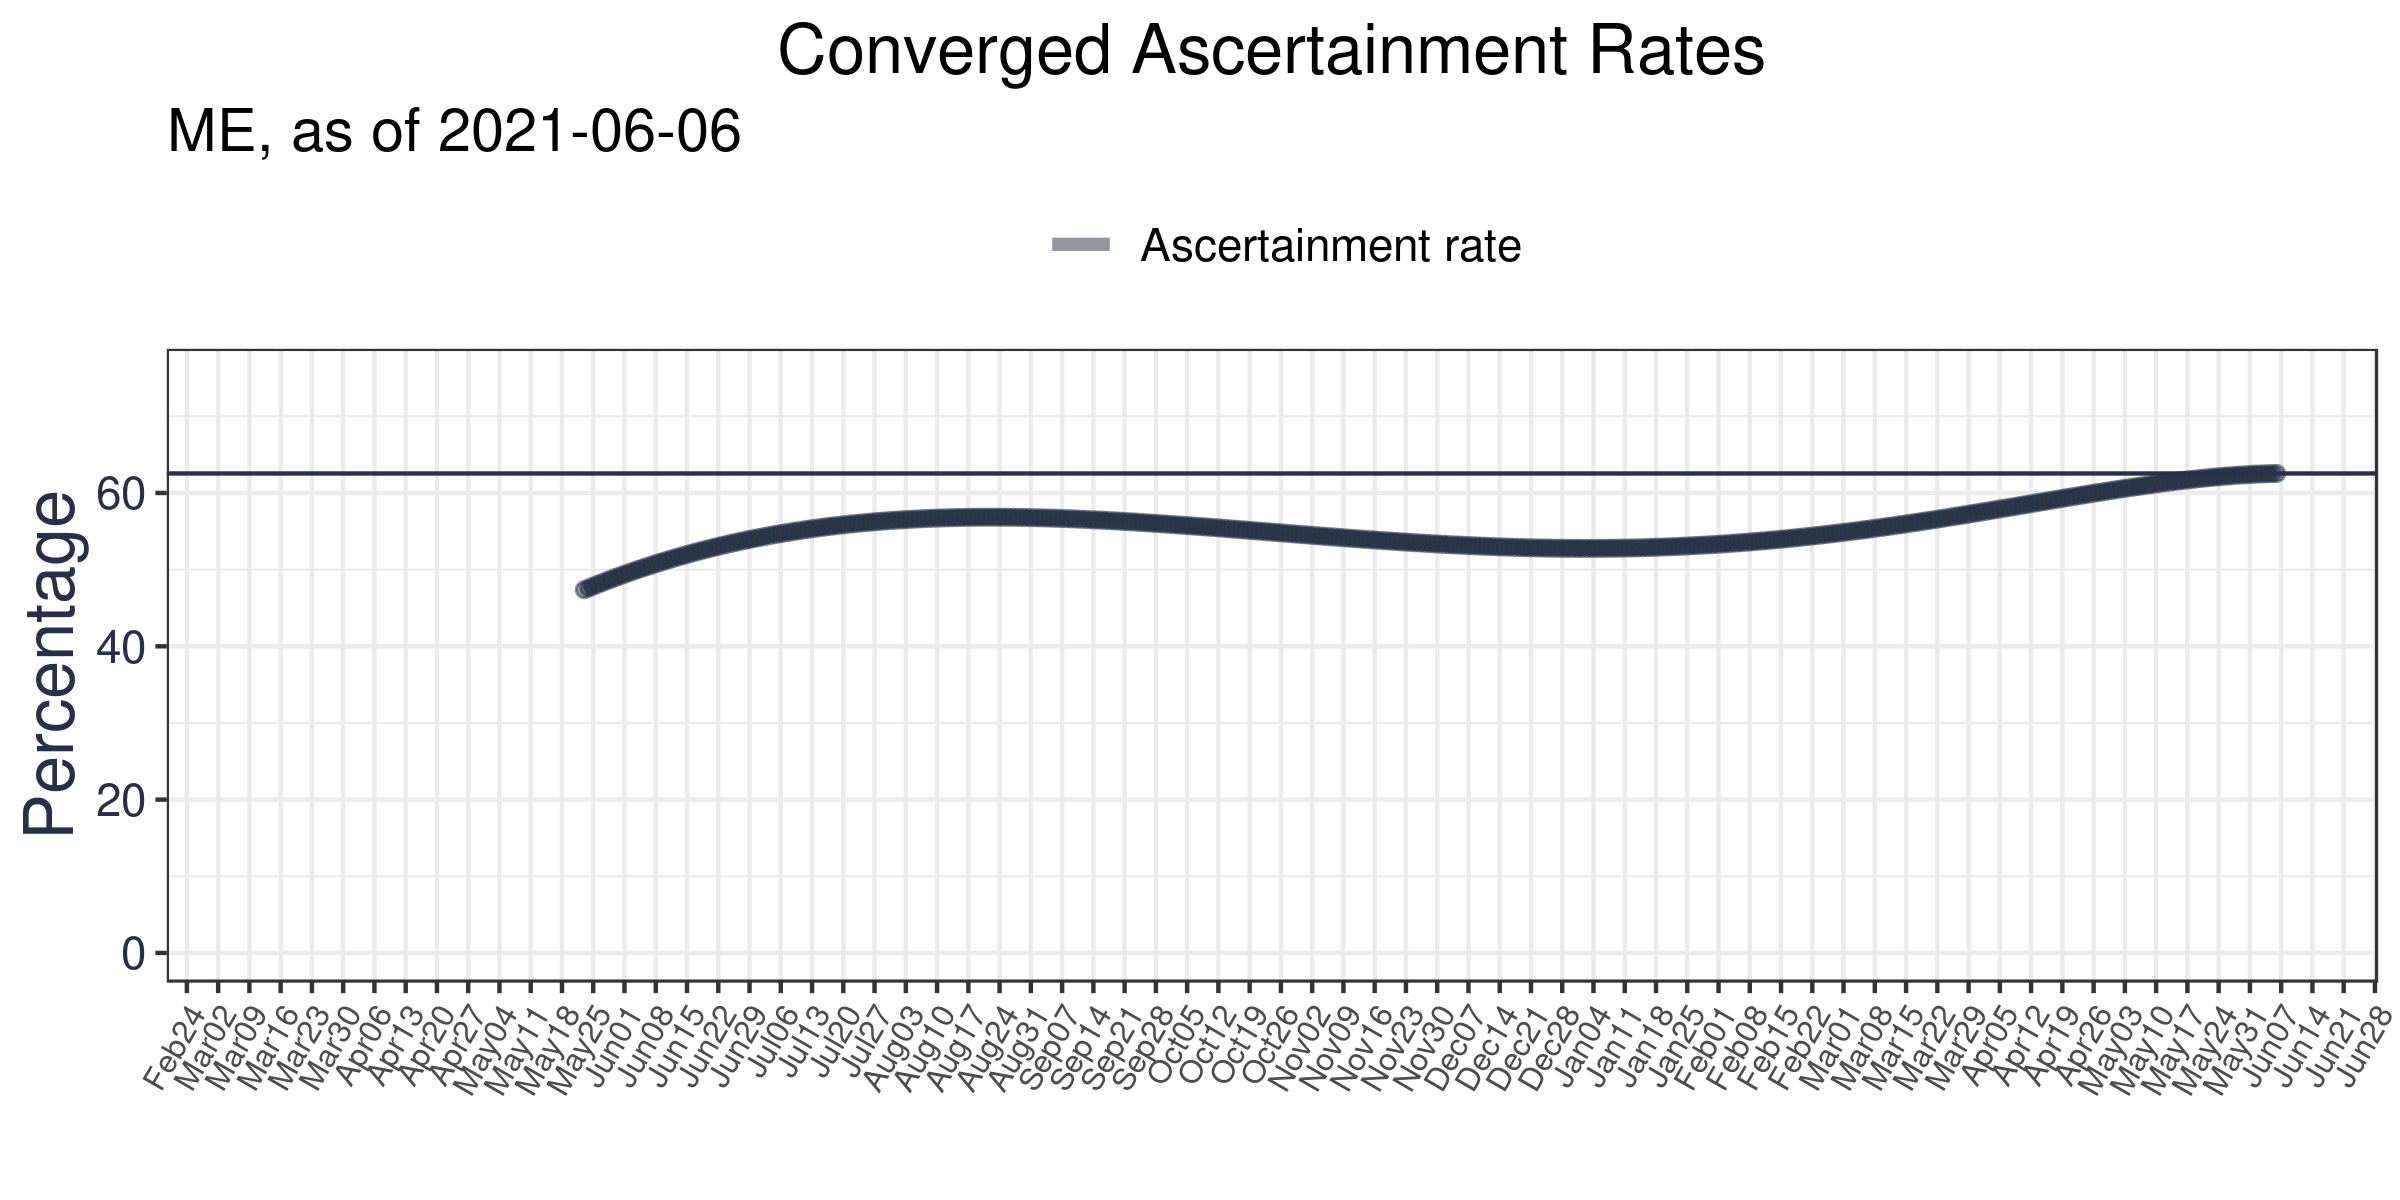 Converged Ascertainment Rates
ME, as of 2021-06-06
Ascertainment rate
Percentage
60
40
20
0
Feb24
Mar02
Mar09
Mar16
Mar23
Mar30
Apr06
Apr13
Apr20
Apr27
May04
May11
May18
May25
Jun01
Jun08
Jun15
Jun22
Jun29
Jul06
Jul13
Jul20
Jul27
Aug03
Aug10
Aug17
Aug24
Aug31
Sep07
Sep14
Sep21
Sep28
Oct05
Oct12
Oct19
Oct26
Nov02
Nov09
Nov16
Nov23
Nov30
Dec07
Dec14
Dec21
Dec28
Jan04
Jan11
Jan18
Jan25
Feb01
Feb08
Feb15
Feb22
Mar01
Mar08
Mar15
Mar22
Mar29
Apr05
Apr12
Apr19
Apr26
May03
May10
May17
May24
May31
Jun07
Jun14
Jun21
Jun28